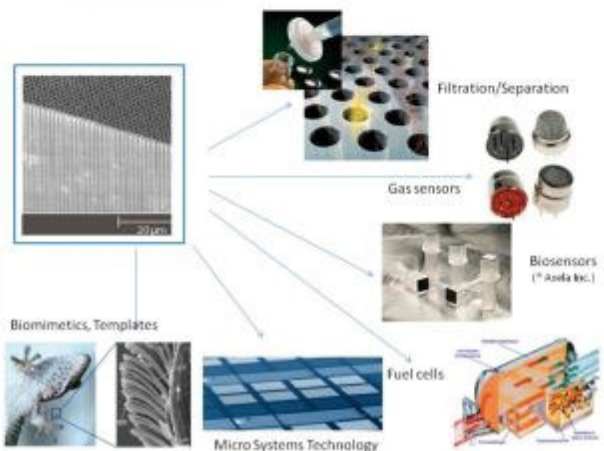 Filtration/Separation
Gas sensors
20 µm
Biosensors
(® Axela Inc.)
Biomimetics, Templates
Fuel cells
Micro Systems Technology